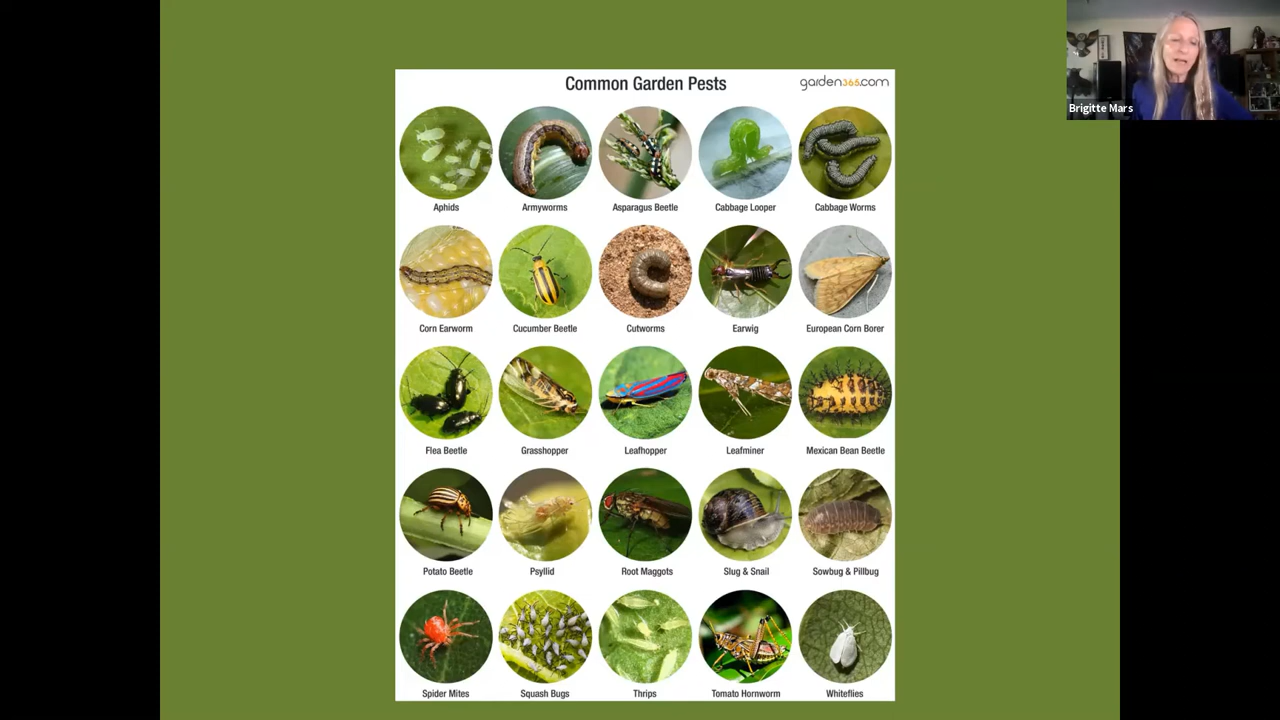 Common Garden Pests
garden365.com
Brigitte Mars
Aphids
Armyworms
Asparagus Beetle
Cabbage Looper
Cabbage Worms
Corn Earworm
Cucumber Beetle
Cutworms
Earwig
European Corn Borer
Flea Beetle
Grasshopper
Leafhopper
Leafminer
Mexican Bean Beetle
Potato Beetle
Psyllid
Root Maggots
Slug & Snail
Sowbug & Pillbug
Spider Mites
Squash Bugs
Thrips
Tomato Hornworm
Whiteflies